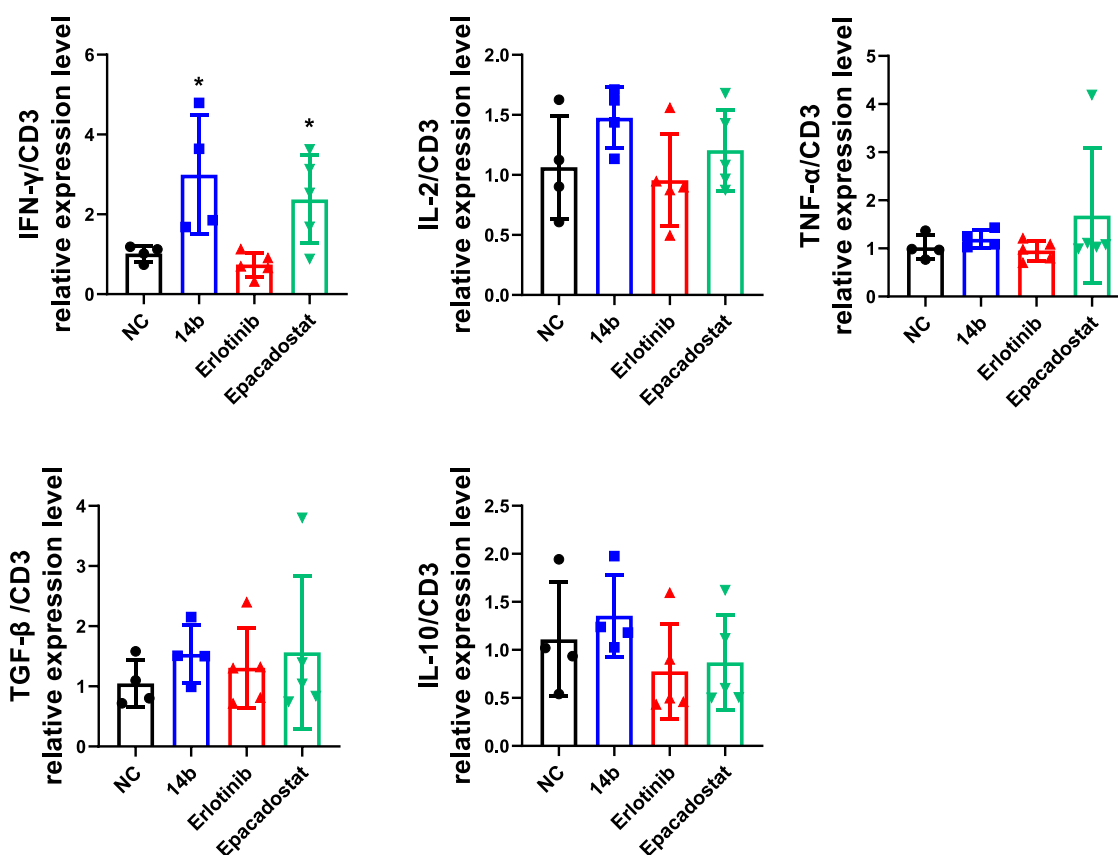 IFN-γ/CD3
relative expression level
6
4
2
0
*
*
NC
14b
Erlotinib
Epacadostat
IL-2/CD3
relative expression level
2.0
1.5
1.0
0.5
0.0
NC
14b
Erlotinib
Epacadostat
TNF-α/CD3
relative expression level
5
4
3
2
1
0
NC
14b
Erlotinib
Epacadostat
TGF-β /CD3
relative expression level
4
3
2
1
0
NC
14b
Erlotinib
Epacadostat
IL-10/CD3
relative expression level
2.5
2.0
1.5
1.0
0.5
0.0
NC
14b
Erlotinib
Epacadostat